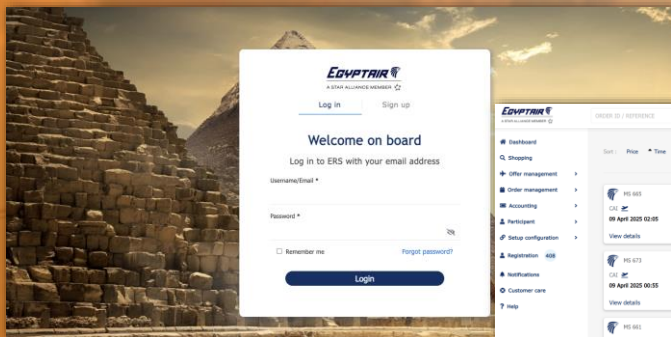 EGYPTAIR
A STAR ALLIANCE MEMBER
Log in
Sign up
Welcome on board
Log in to ERS with your email address
Username/Email *
Password *
Remember me
Forgot password?
Login
EGYPTAIR
A STAR ALLIANCE MEMBER
ORDER ID / REFERENCE
Dashboard
Shopping
Offer management
Order management
Accounting
Participant
Setup configuration
Registration 408
Notifications
Customer care
? Help
Sort : Price Time
MS 665
CAI
09 April 2025 02:05
View details
MS 673
CAI
09 April 2025 00:55
View details
MS 661